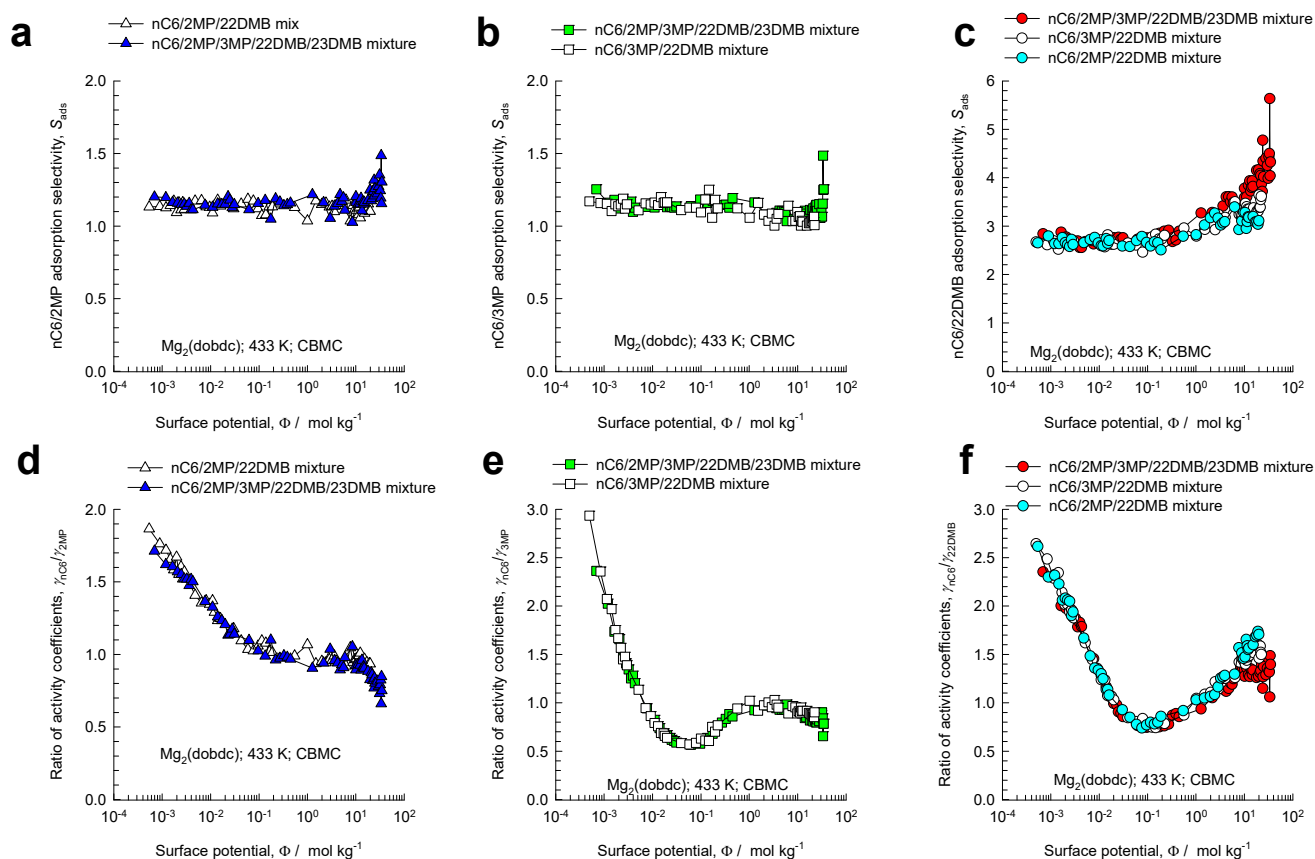 a
nC6/2MP/22DMB mix
nC6/2MP/3MP/22DMB/23DMB mixture
nC6/2MP adsorption selectivity, S_ads
2.0
1.5
1.0
0.5
0.0
Mg2(dobdc); 433 K; CBMC
10-4 10-3 10-2 10-1 100 101 102
Surface potential, Φ / mol kg-1
b
nC6/2MP/3MP/22DMB/23DMB mixture
nC6/3MP/22DMB mixture
nC6/3MP adsorption selectivity, S_ads
2.0
1.5
1.0
0.5
0.0
Mg2(dobdc); 433 K; CBMC
10-4 10-3 10-2 10-1 100 101 102
Surface potential, Φ / mol kg-1
c
nC6/2MP/3MP/22DMB/23DMB mixture
nC6/3MP/22DMB mixture
nC6/2MP/22DMB mixture
nC6/22DMB adsorption selectivity, S_ads
6
5
4
3
2
1
0
Mg2(dobdc); 433 K; CBMC
10-4 10-3 10-2 10-1 100 101 102
Surface potential, Φ / mol kg-1
d
nC6/2MP/22DMB mixture
nC6/2MP/3MP/22DMB/23DMB mixture
Ratio of activity coefficients, γnC6/γ2MP
2.0
1.5
1.0
0.5
0.0
Mg2(dobdc); 433 K; CBMC
10-4 10-3 10-2 10-1 100 101 102
Surface potential, Φ / mol kg-1
e
nC6/2MP/3MP/22DMB/23DMB mixture
nC6/3MP/22DMB mixture
Ratio of activity coefficients, γnC6/γ3MP
3.0
2.5
2.0
1.5
1.0
0.5
0.0
Mg2(dobdc); 433 K; CBMC
10-4 10-3 10-2 10-1 100 101 102
Surface potential, Φ / mol kg-1
f
nC6/2MP/3MP/22DMB/23DMB mixture
nC6/3MP/22DMB mixture
nC6/2MP/22DMB mixture
Ratio of activity coefficients, γnC6/γ22DMB
3.0
2.5
2.0
1.5
1.0
0.5
0.0
Mg2(dobdc); 433 K; CBMC
10-4 10-3 10-2 10-1 100 101 102
Surface potential, Φ / mol kg-1